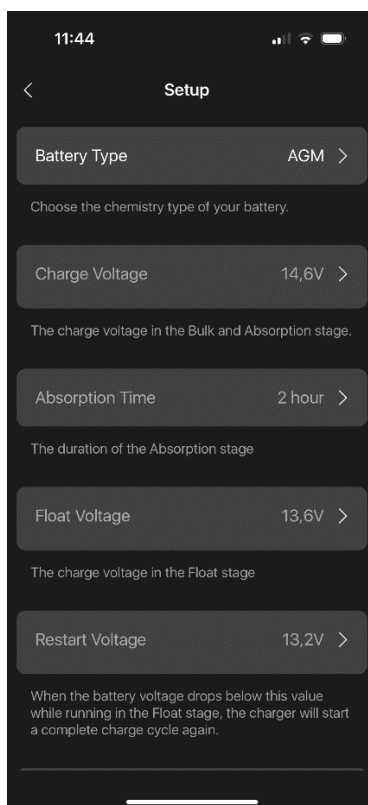 11:44
Setup
Battery Type AGM
Choose the chemistry type of your battery.
Charge Voltage 14,6V
The charge voltage in the Bulk and Absorption stage.
Absorption Time 2 hour
The duration of the Absorption stage
Float Voltage 13,6V
The charge voltage in the Float stage
Restart Voltage 13,2V
When the battery voltage drops below this value
while running in the Float stage, the charger will start
a complete charge cycle again.